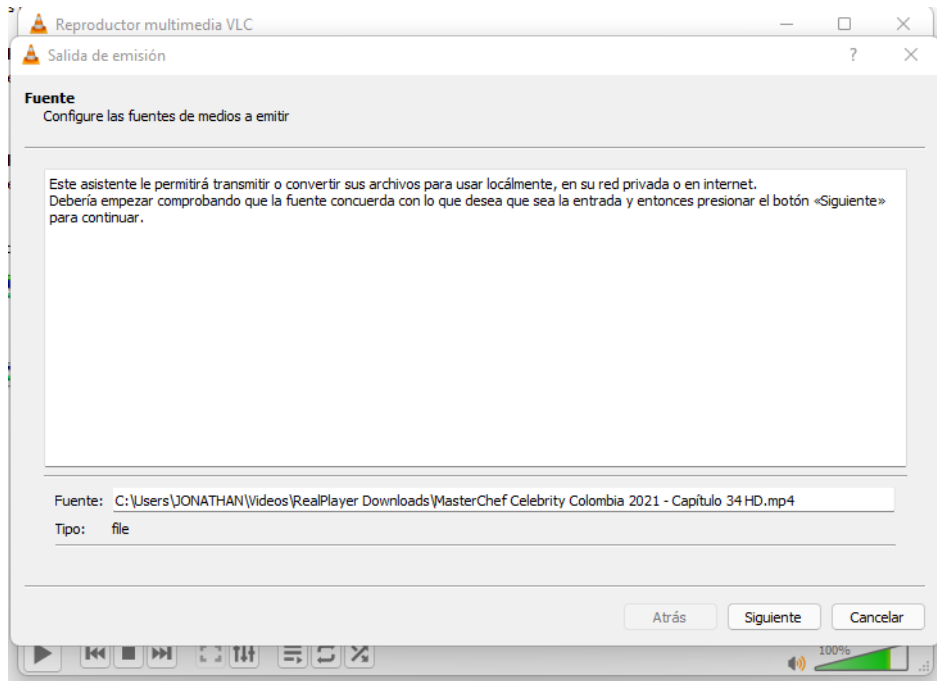 Reproductor multimedia VLC
Salida de emisión
?
Fuente
Configure las fuentes de medios a emitir
Este asistente le permitirá transmitir o convertir sus archivos para usar locálmente, en su red privada o en internet.
Debería empezar comprobando que la fuente concuerda con lo que desea que sea la entrada y entonces presionar el botón «Siguiente»
para continuar.
Fuente: C:\Users\JONATHAN\Videos\RealPlayer Downloads\MasterChef Celebrity Colombia 2021 - Capítulo 34 HD.mp4
Tipo: file
Atrás Siguiente Cancelar
100%